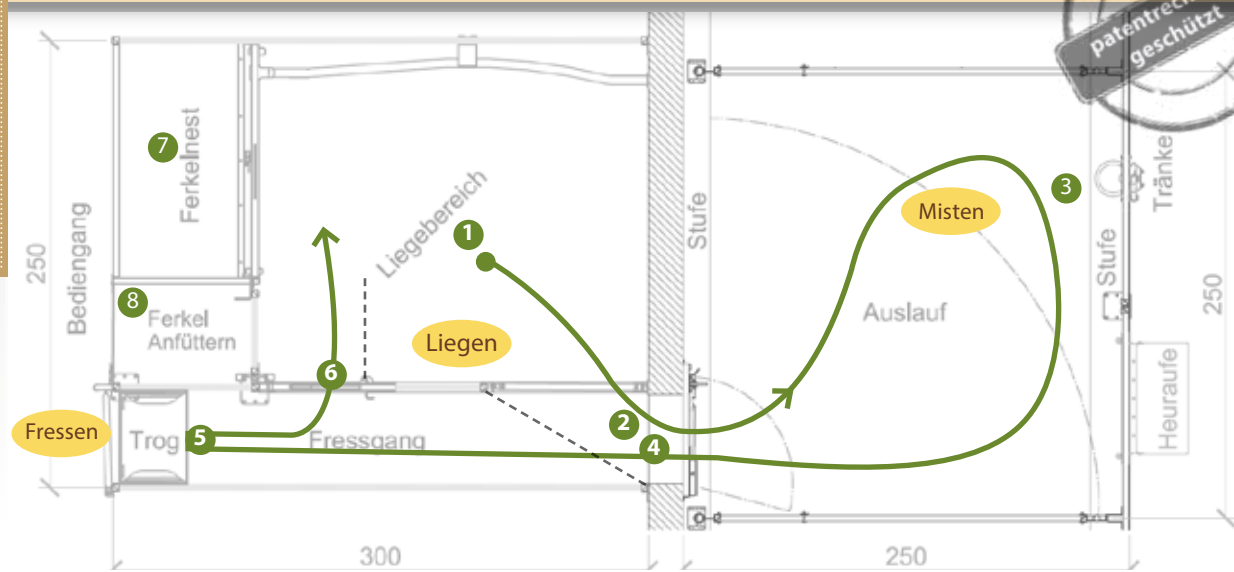 patentrec
geschützt
7
Ferkelnest
Bediengang
250
8
Ferkel
Anfüttern
Liegebereich
1
Liegen
6
Fressen
Trog
5
Fressgang
2
4
300
Stufe
Misten
3
Auslauf
Tränke
Stufe
250
Heuraufe
250